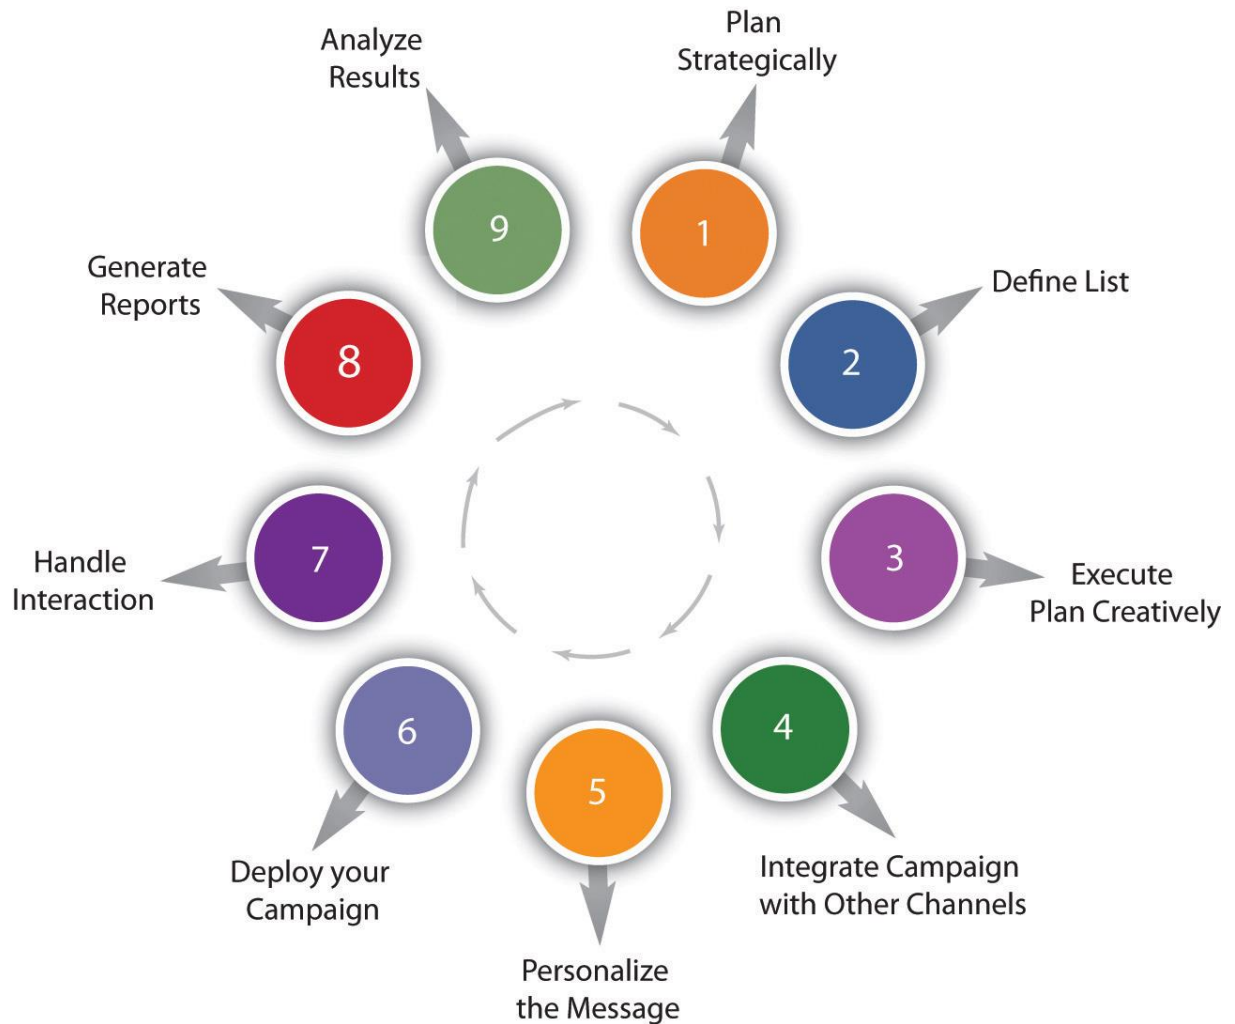 1
Plan
Strategically
2
Define List
3
Execute
Plan Creatively
4
Integrate Campaign
with Other Channels
5
Personalize
the Message
6
Deploy your
Campaign
7
Handle
Interaction
8
Generate
Reports
9
Analyze
Results